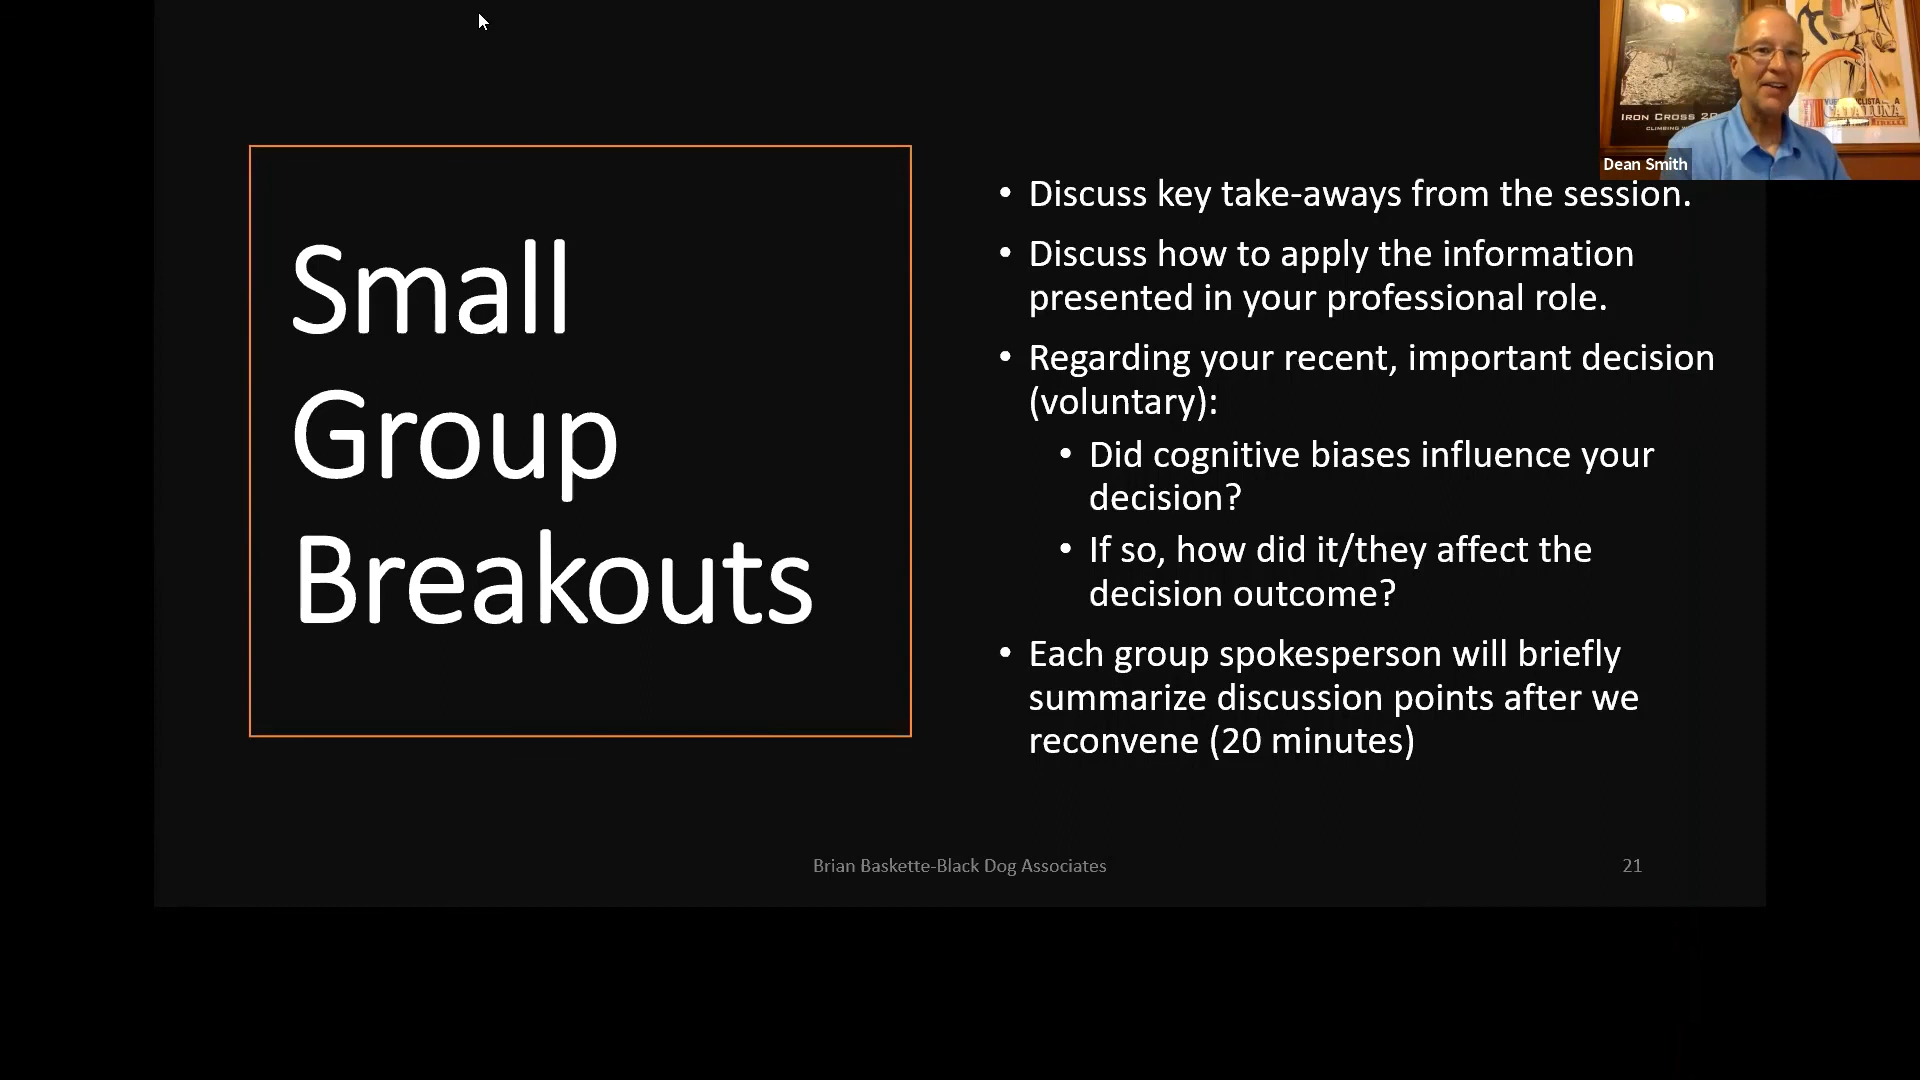 Small
Group
Breakouts
• Discuss key take-aways from the session.
• Discuss how to apply the information
presented in your professional role.
• Regarding your recent, important decision
(voluntary):
• Did cognitive biases influence your
decision?
• If so, how did it/they affect the
decision outcome?
• Each group spokesperson will briefly
summarize discussion points after we
reconvene (20 minutes)
Brian Baskette-Black Dog Associates
21
IRON CROSS
CLIMBING
CATALUNA
Dean Smith